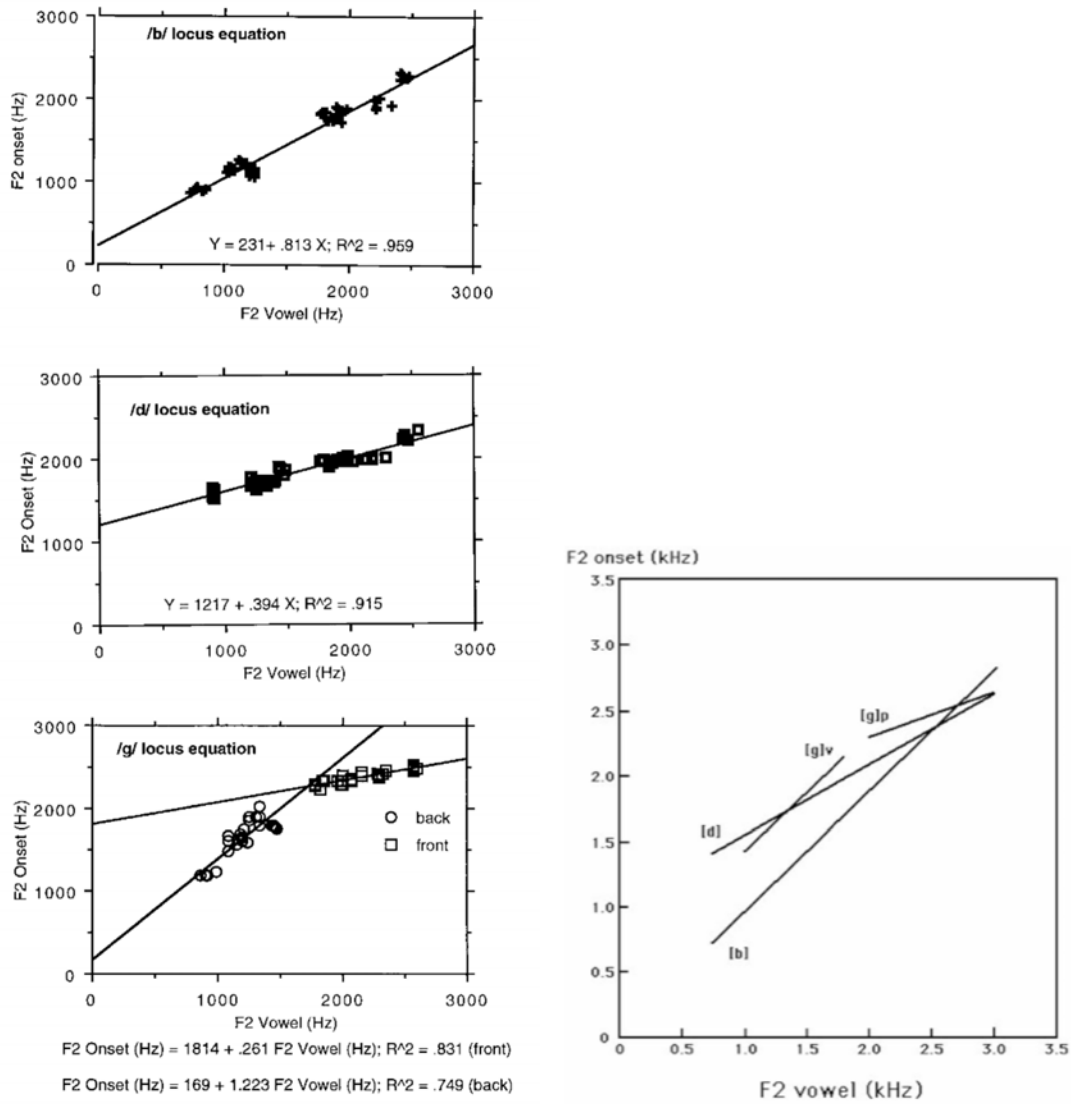 3000
/b/ locus equation
2000
F2 onset (Hz)
1000
Y = 231+ .813 X; R^2 = .959
0
0 1000 2000 3000
F2 Vowel (Hz)
3000
/d/ locus equation
2000
F2 Onset (Hz)
1000
Y = 1217 + .394 X; R^2 = .915
0
0 1000 2000 3000
F2 Vowel (Hz)
3000
/g/ locus equation
2000
back
front
F2 Onset (Hz)
1000
0
0 1000 2000 3000
F2 Vowel (Hz)
F2 Onset (Hz) = 1814 + .261 F2 Vowel (Hz); R^2 = .831 (front)
F2 Onset (Hz) = 169 + 1.223 F2 Vowel (Hz); R^2 = .749 (back)
F2 onset (kHz)
3.5
3.0
2.5
[g]p
[g]v
2.0
[d]
1.5
1.0
[b]
0.5
0
0 1.0 1.5 2.0 2.5 3.0 3.5
F2 vowel (kHz)